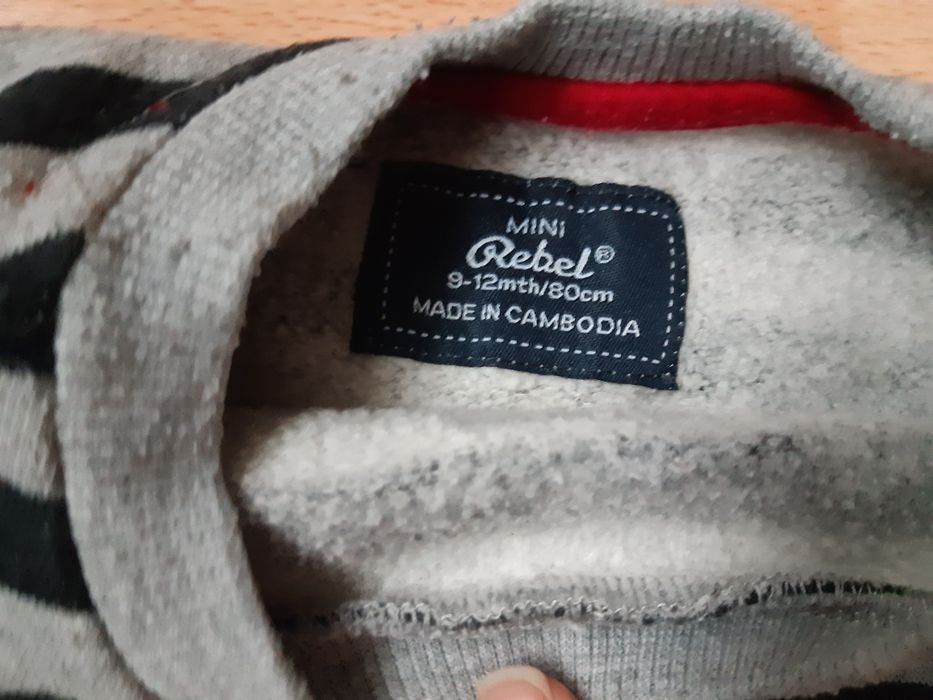 MINI
Rebel®
9-12mth/80cm
MADE IN CAMBODIA